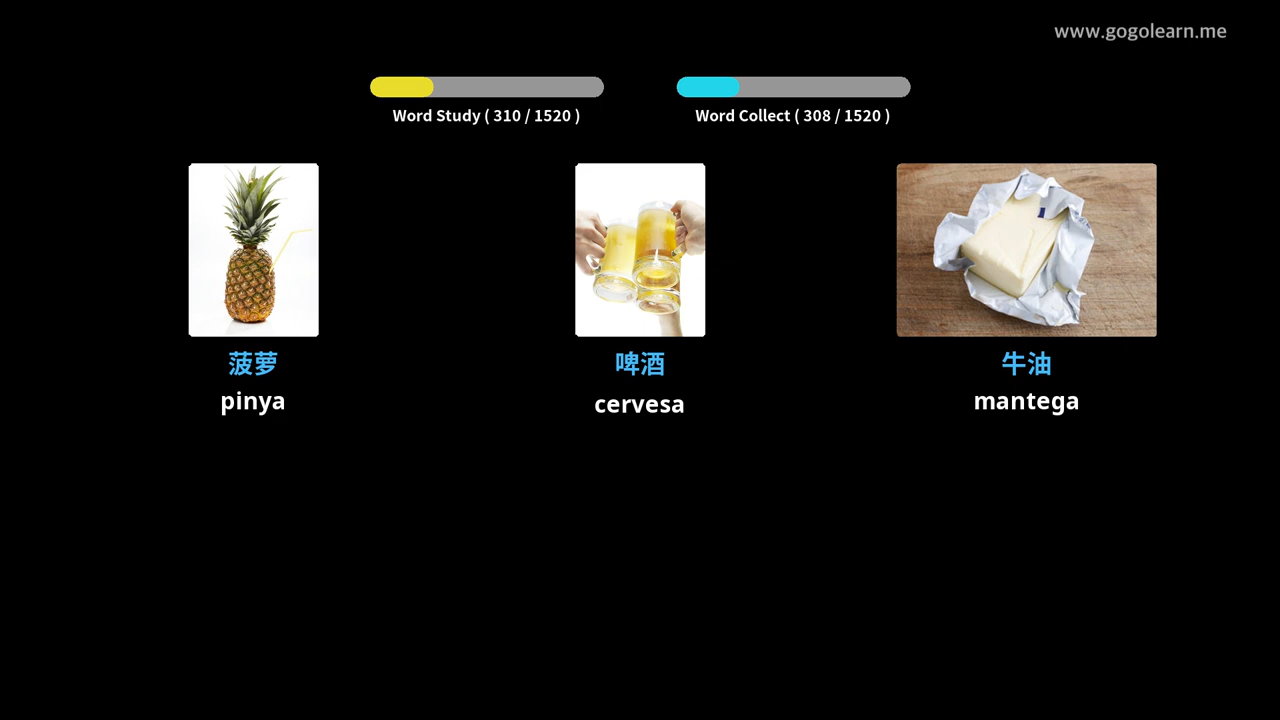 www.gogolearn.me
Word Study ( 310 / 1520 )
Word Collect ( 308 / 1520 )
菠萝
pinya
啤酒
cervesa
牛油
mantega